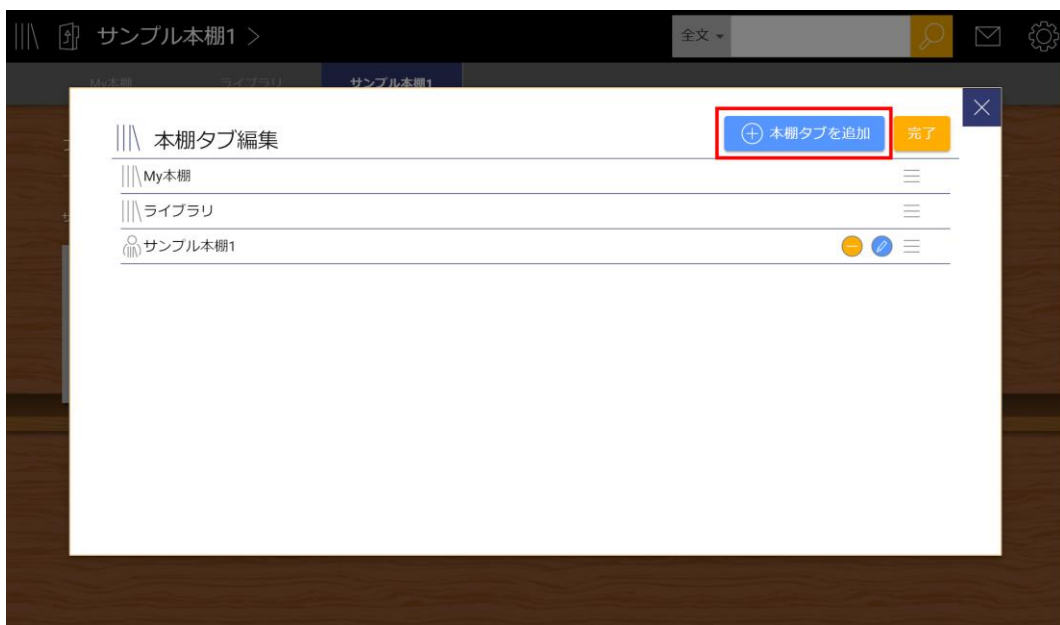 サンプル本棚1 >
全文
My本棚 ライブラリ サンプル本棚1
本棚タブ編集
本棚タブを追加
完了
My本棚
ライブラリ
サンプル本棚1